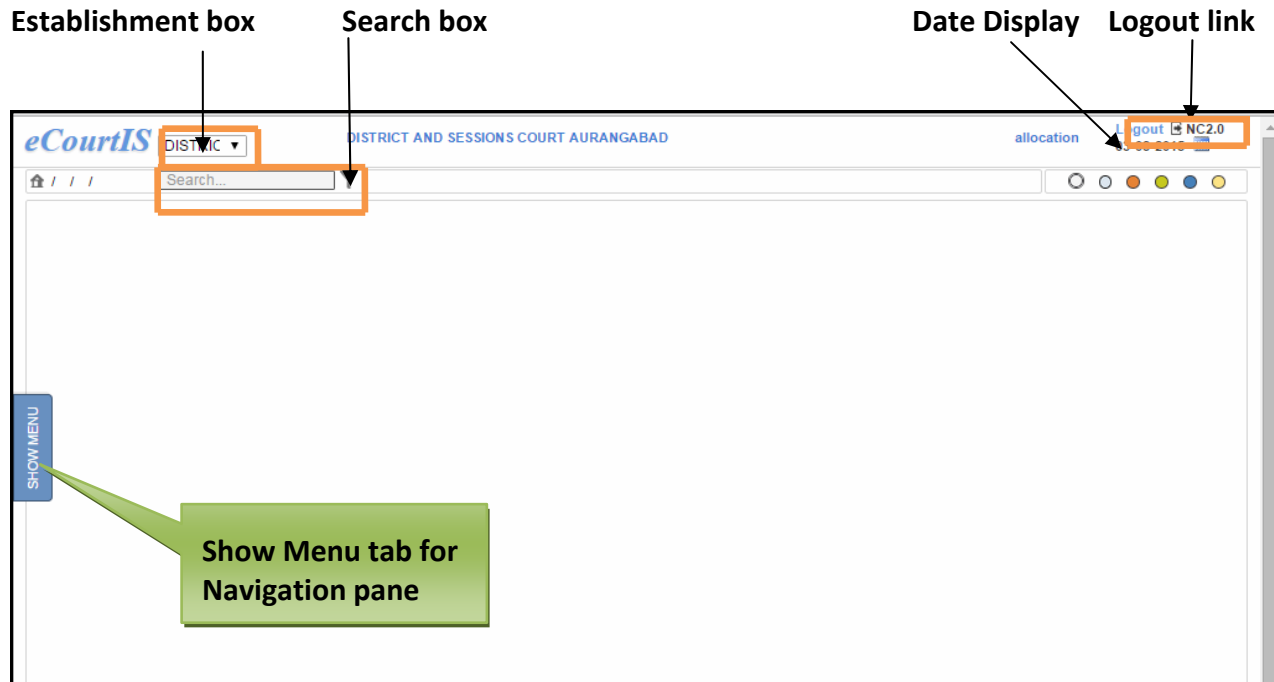 Establishment box Search box Date Display Logout link
eCourtIS DISTRIC DISTRICT AND SESSIONS COURT AURANGABAD allocation Logout NC2.0
/ / / Search...
SHOW MENU
Show Menu tab for
Navigation pane